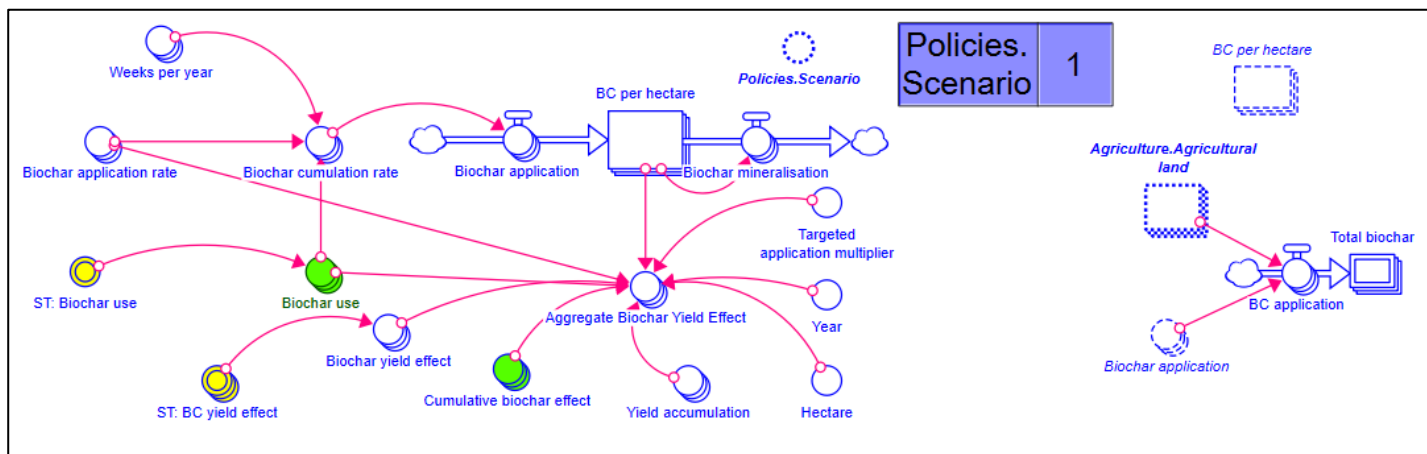 Weeks per year
Policies.Scenario
Policies.
Scenario
1
BC per hectare
BC per hectare
Biochar application rate
Biochar cumulation rate
Biochar application
Biochar mineralisation
Agriculture.Agricultural
land
Targeted
application multiplier
Total biochar
ST: Biochar use
Biochar use
Aggregate Biochar Yield Effect
Year
BC application
Biochar yield effect
Biochar application
ST: BC yield effect
Cumulative biochar effect
Yield accumulation
Hectare